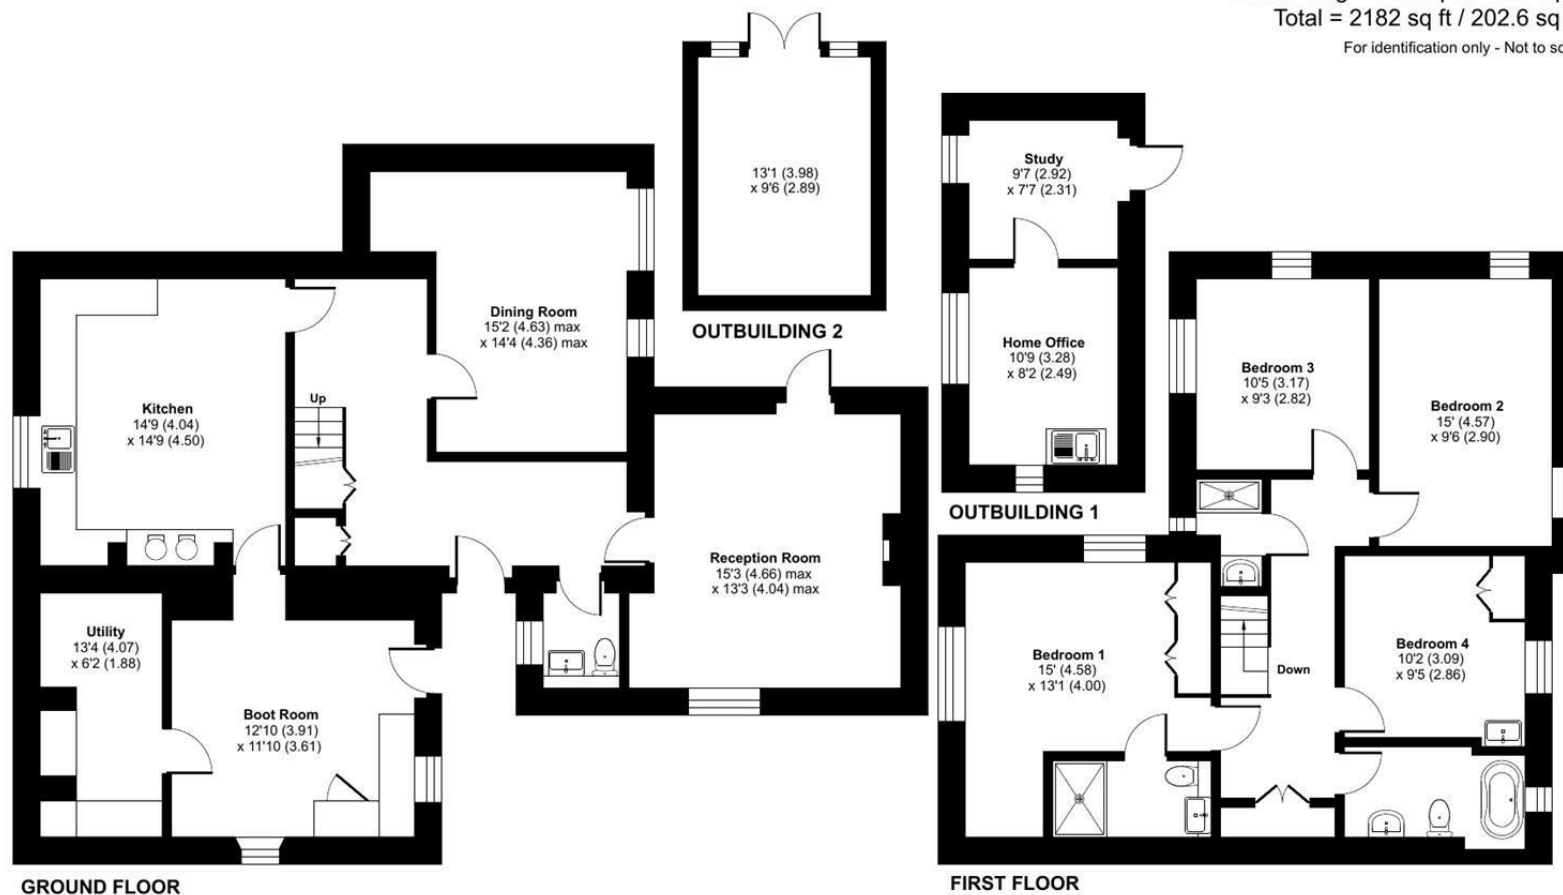 Total = 2182 sq ft / 202.6 sq
For identification only - Not to
13'1 (3.98)
x 9'6 (2.89)
OUTBUILDING 2
Study
9'7 (2.92)
x 7'7 (2.31)
Home Office
10'9 (3.28)
x 8'2 (2.49)
OUTBUILDING 1
Dining Room
15'2 (4.63) max
x 14'4 (4.36) max
Kitchen
14'9 (4.04)
x 14'9 (4.50)
Up
Reception Room
15'3 (4.66) max
x 13'3 (4.04) max
Utility
13'4 (4.07)
x 6'2 (1.88)
Boot Room
12'10 (3.91)
x 11'10 (3.61)
GROUND FLOOR
Bedroom 3
10'5 (3.17)
x 9'3 (2.82)
Bedroom 2
15' (4.57)
x 9'6 (2.90)
Bedroom 1
15' (4.58)
x 13'1 (4.00)
Down
Bedroom 4
10'2 (3.09)
x 9'5 (2.86)
FIRST FLOOR